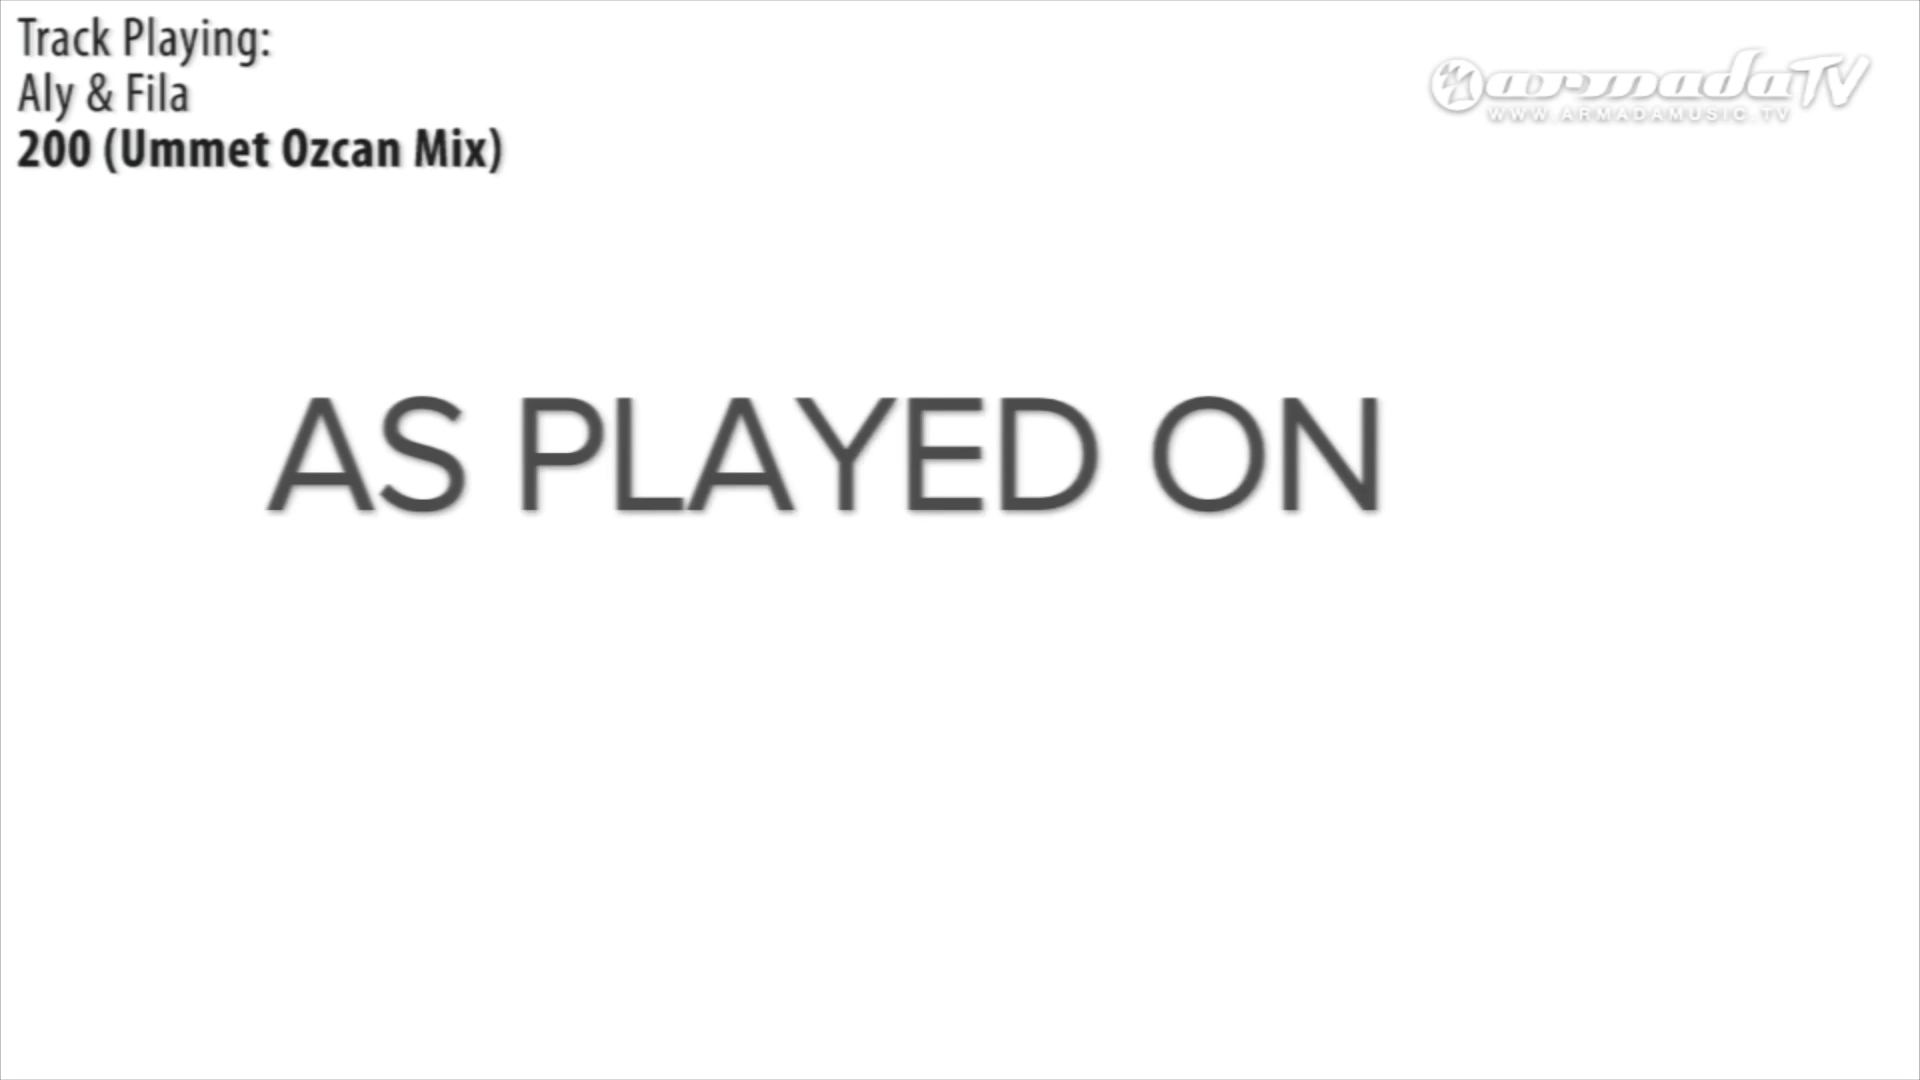 Track Playing:
Aly & Fila
200 (Ummet Ozcan Mix)
armadaTV
WWW.ARMADAMUSIC.TV
AS PLAYED ON